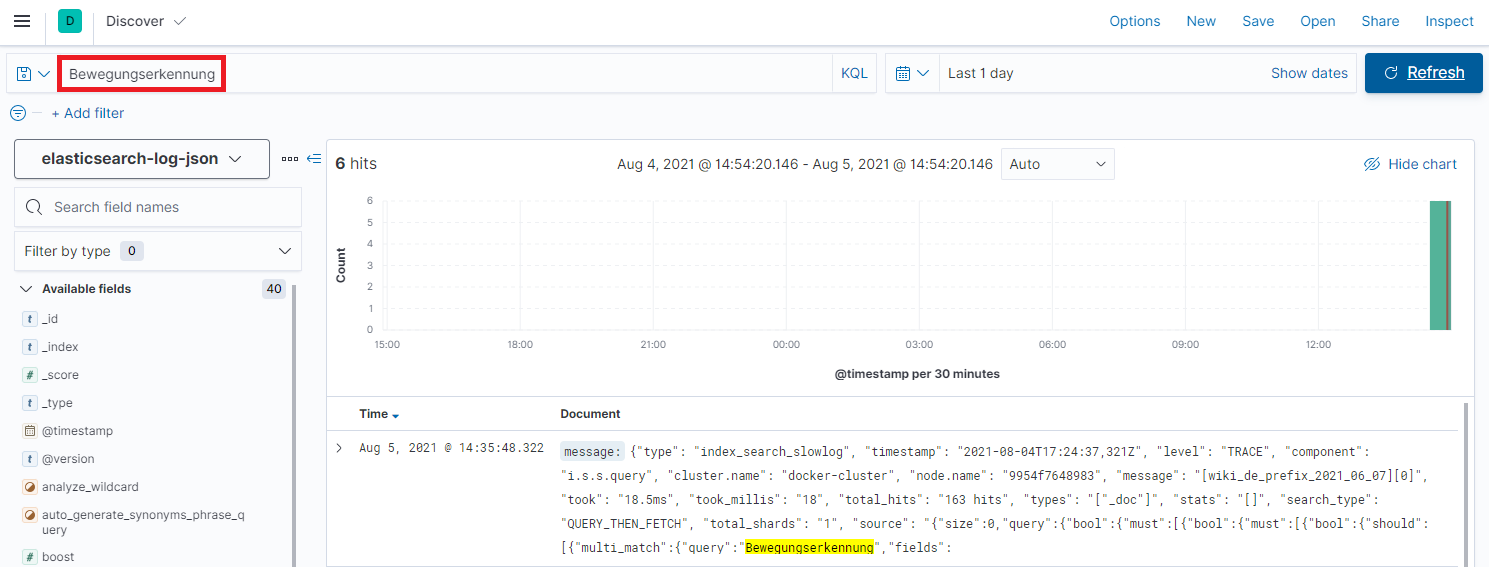 D Discover Options New Save Open Share Inspect
Bewegungserkennung KQL Last 1 day Show dates Refresh
+ Add filter
elasticsearch-log-json
6 hits Aug 4, 2021 @ 14:54:20.146 - Aug 5, 2021 @ 14:54:20.146 Auto Hide chart
Search field names
Filter by type 0
Available fields 40
t _id
t _index
# _score
t _type
@timestamp
t @version
analyze_wildcard
auto_generate_synonyms_phrase_q
uery
# boost
Count
6
5
4
3
2
1
0
15:00 18:00 21:00 00:00 03:00 06:00 09:00 12:00
@timestamp per 30 minutes
Time Document
Aug 5, 2021 @ 14:35:48.322 message: {"type": "index_search_slowlog", "timestamp": "2021-08-04T17:24:37,321Z", "level": "TRACE", "component":
"i.s.s.query", "cluster.name": "docker-cluster", "node.name": "9954f7648983", "message": "[wiki_de_prefix_2021_06_07][0]",
"took": "18.5ms", "took_millis": "18", "total_hits": "163 hits", "types": "["_doc"]", "stats": "[]", "search_type":
"QUERY_THEN_FETCH", "total_shards": "1", "source": "{"size":0,"query":{"bool":{"must":[{"bool":{"must":[{"bool":{"should":
[{"multi_match":{"query":"Bewegungserkennung","fields":